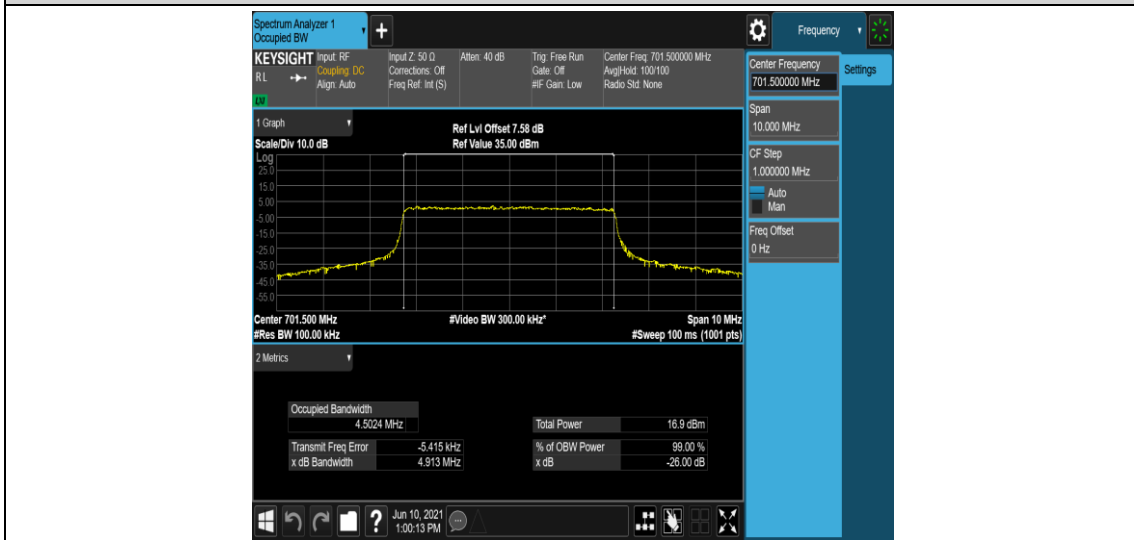 Spectrum Analyzer 1
Occupied BW
Frequency
KEYSIGHT
RL
LXI
Input: RF
Coupling: DC
Align: Auto
Input Z: 50 Ω
Corrections: Off
Freq Ref: Int (S)
Atten: 40 dB
Trig: Free Run
Gate: Off
#IF Gain: Low
Center Freq: 701.500000 MHz
Avg|Hold: 100/100
Radio Std: None
Center Frequency
701.500000 MHz
Settings
Span
10.000 MHz
CF Step
1.000000 MHz
Auto
Man
Freq Offset
0 Hz
1 Graph
Scale/Div 10.0 dB
Ref Lvl Offset 7.58 dB
Ref Value 35.00 dBm
Log
25.0
15.0
5.00
-5.00
-15.0
-25.0
-35.0
-45.0
-55.0
Center 701.500 MHz
#Video BW 300.00 kHz*
Span 10 MHz
#Res BW 100.00 kHz
#Sweep 100 ms (1001 pts)
2 Metrics
Occupied Bandwidth
4.5024 MHz
Total Power 16.9 dBm
Transmit Freq Error -5.415 kHz
% of OBW Power 99.00 %
x dB Bandwidth 4.913 MHz
x dB -26.00 dB
?
Jun 10, 2021
1:00:13 PM